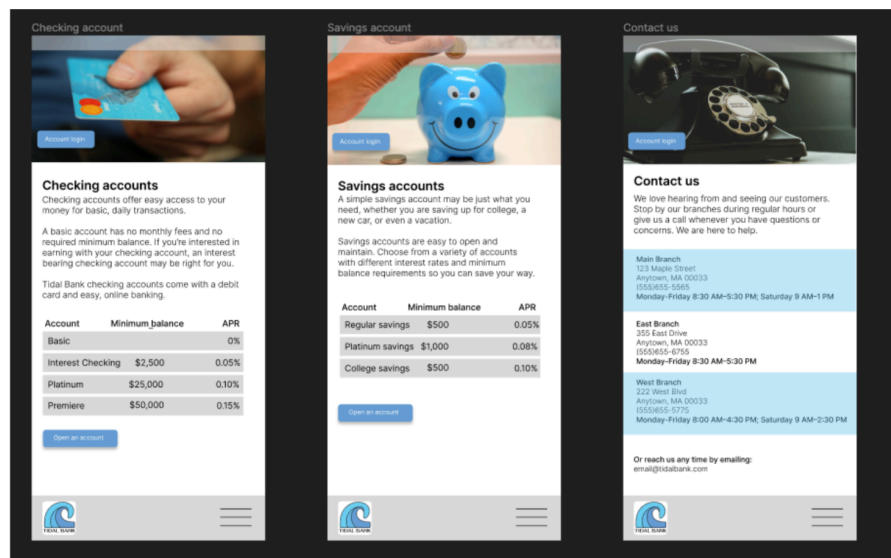 Checking account
Account login
Checking accounts
Checking accounts offer easy access to your
money for basic, daily transactions.
A basic account has no monthly fees and no
required minimum balance. If you're interested in
earning with your checking account, an interest
bearing checking account may be right for you.
Tidal Bank checking accounts come with a debit
card and easy, online banking.
Account Minimum balance APR
Basic 0%
Interest Checking $2,500 0.05%
Platinum $25,000 0.10%
Premiere $50,000 0.15%
Open an account
TIDAL BANK
Savings account
Account login
Savings accounts
A simple savings account may be just what you
need, whether you are saving up for college, a
new car, or even a vacation.
Savings accounts are easy to open and
maintain. Choose from a variety of accounts
with different interest rates and minimum
balance requirements so you can save your way.
Account Minimum balance APR
Regular savings $500 0.05%
Platinum savings $1,000 0.08%
College savings $500 0.10%
Open an account
TIDAL BANK
Contact us
Account login
Contact us
We love hearing from and seeing our customers.
Stop by our branches during regular hours or
give us a call whenever you have questions or
concerns. We are here to help.
Main Branch
123 Maple Street
Anytown, MA 00033
(555)655-5565
Monday-Friday 8:30 AM-5:30 PM; Saturday 9 AM-1 PM
East Branch
355 East Drive
Anytown, MA 00033
(555)655-6755
Monday-Friday 8:30 AM-5:30 PM
West Branch
222 West Blvd
Anytown, MA 00033
(555)655-5775
Monday-Friday 8:00 AM-4:30 PM; Saturday 9 AM-2:30 PM
Or reach us any time by emailing:
email@tidalbank.com
TIDAL BANK